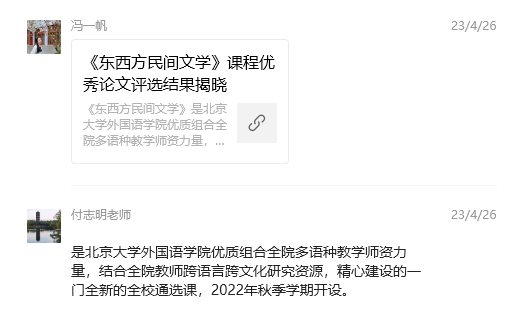 冯一帆
23/4/26
《东西方民间文学》课程优
秀论文评选结果揭晓
《东西方民间文学》是北京
大学外国语学院优质组合全
院多语种教学师资力量，...
付志明老师
23/4/26
是北京大学外国语学院优质组合全院多语种教学师资力
量，结合全院教师跨语言跨文化研究资源，精心建设的一
门全新的全校通选课，2022年秋季学期开设。